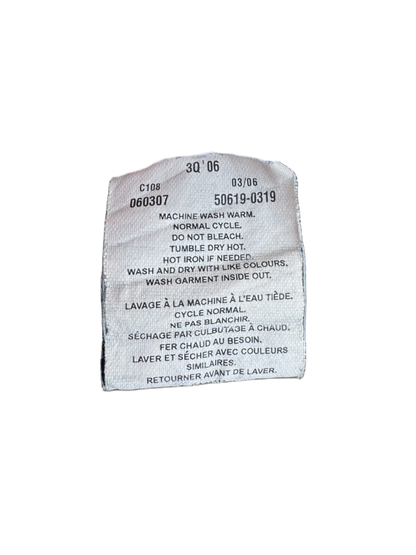 3Q '06
C108 03/06
060307 50619-0319
MACHINE WASH WARM.
NORMAL CYCLE.
DO NOT BLEACH.
TUMBLE DRY HOT.
HOT IRON IF NEEDED.
WASH AND DRY WITH LIKE COLOURS.
WASH GARMENT INSIDE OUT.
LAVAGE À LA MACHINE À L'EAU TIÈDE.
CYCLE NORMAL.
NE PAS BLANCHIR.
SÉCHAGE PAR CULBUTAGE À CHAUD.
FER CHAUD AU BESOIN.
LAVER ET SÉCHER AVEC COULEURS
SIMILAIRES.
RETOURNER AVANT DE LAVER.